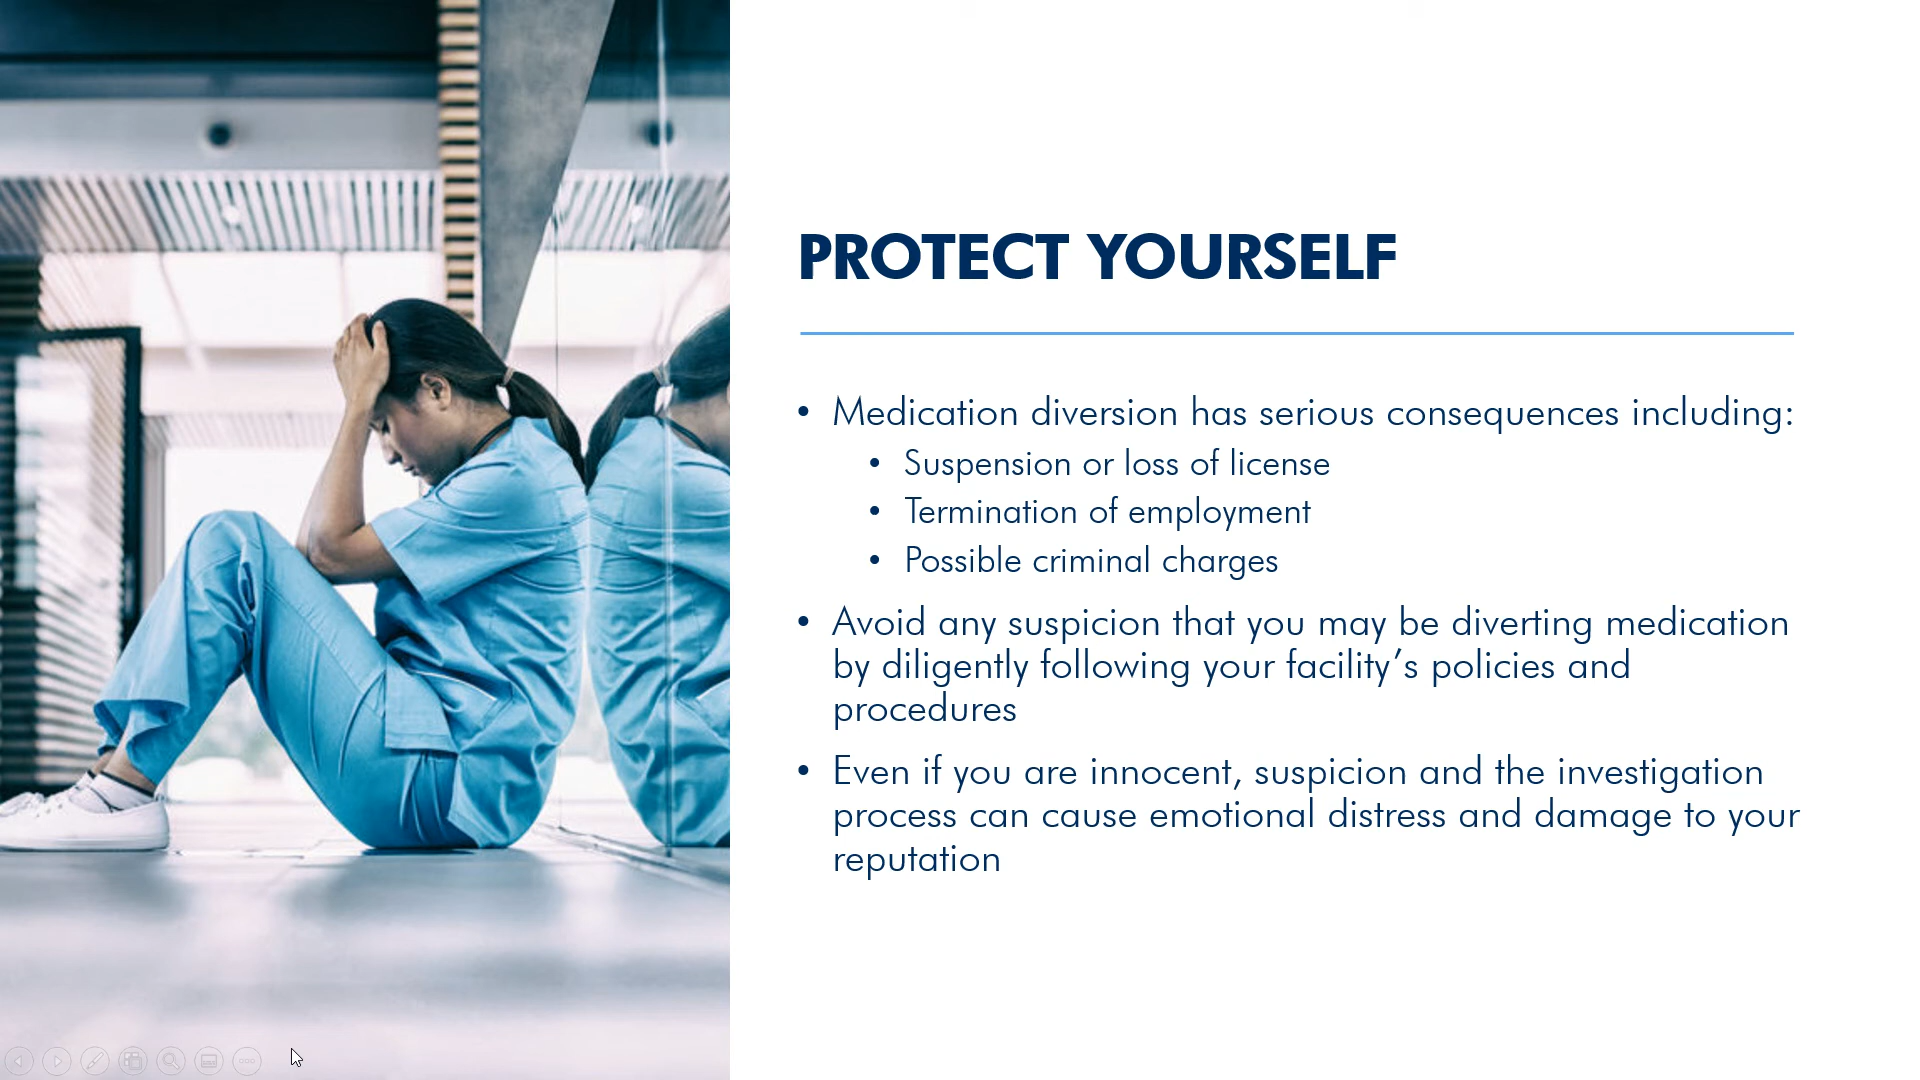 PROTECT YOURSELF
• Medication diversion has serious consequences including:
• Suspension or loss of license
• Termination of employment
• Possible criminal charges
• Avoid any suspicion that you may be diverting medication
by diligently following your facility’s policies and
procedures
• Even if you are innocent, suspicion and the investigation
process can cause emotional distress and damage to your
reputation